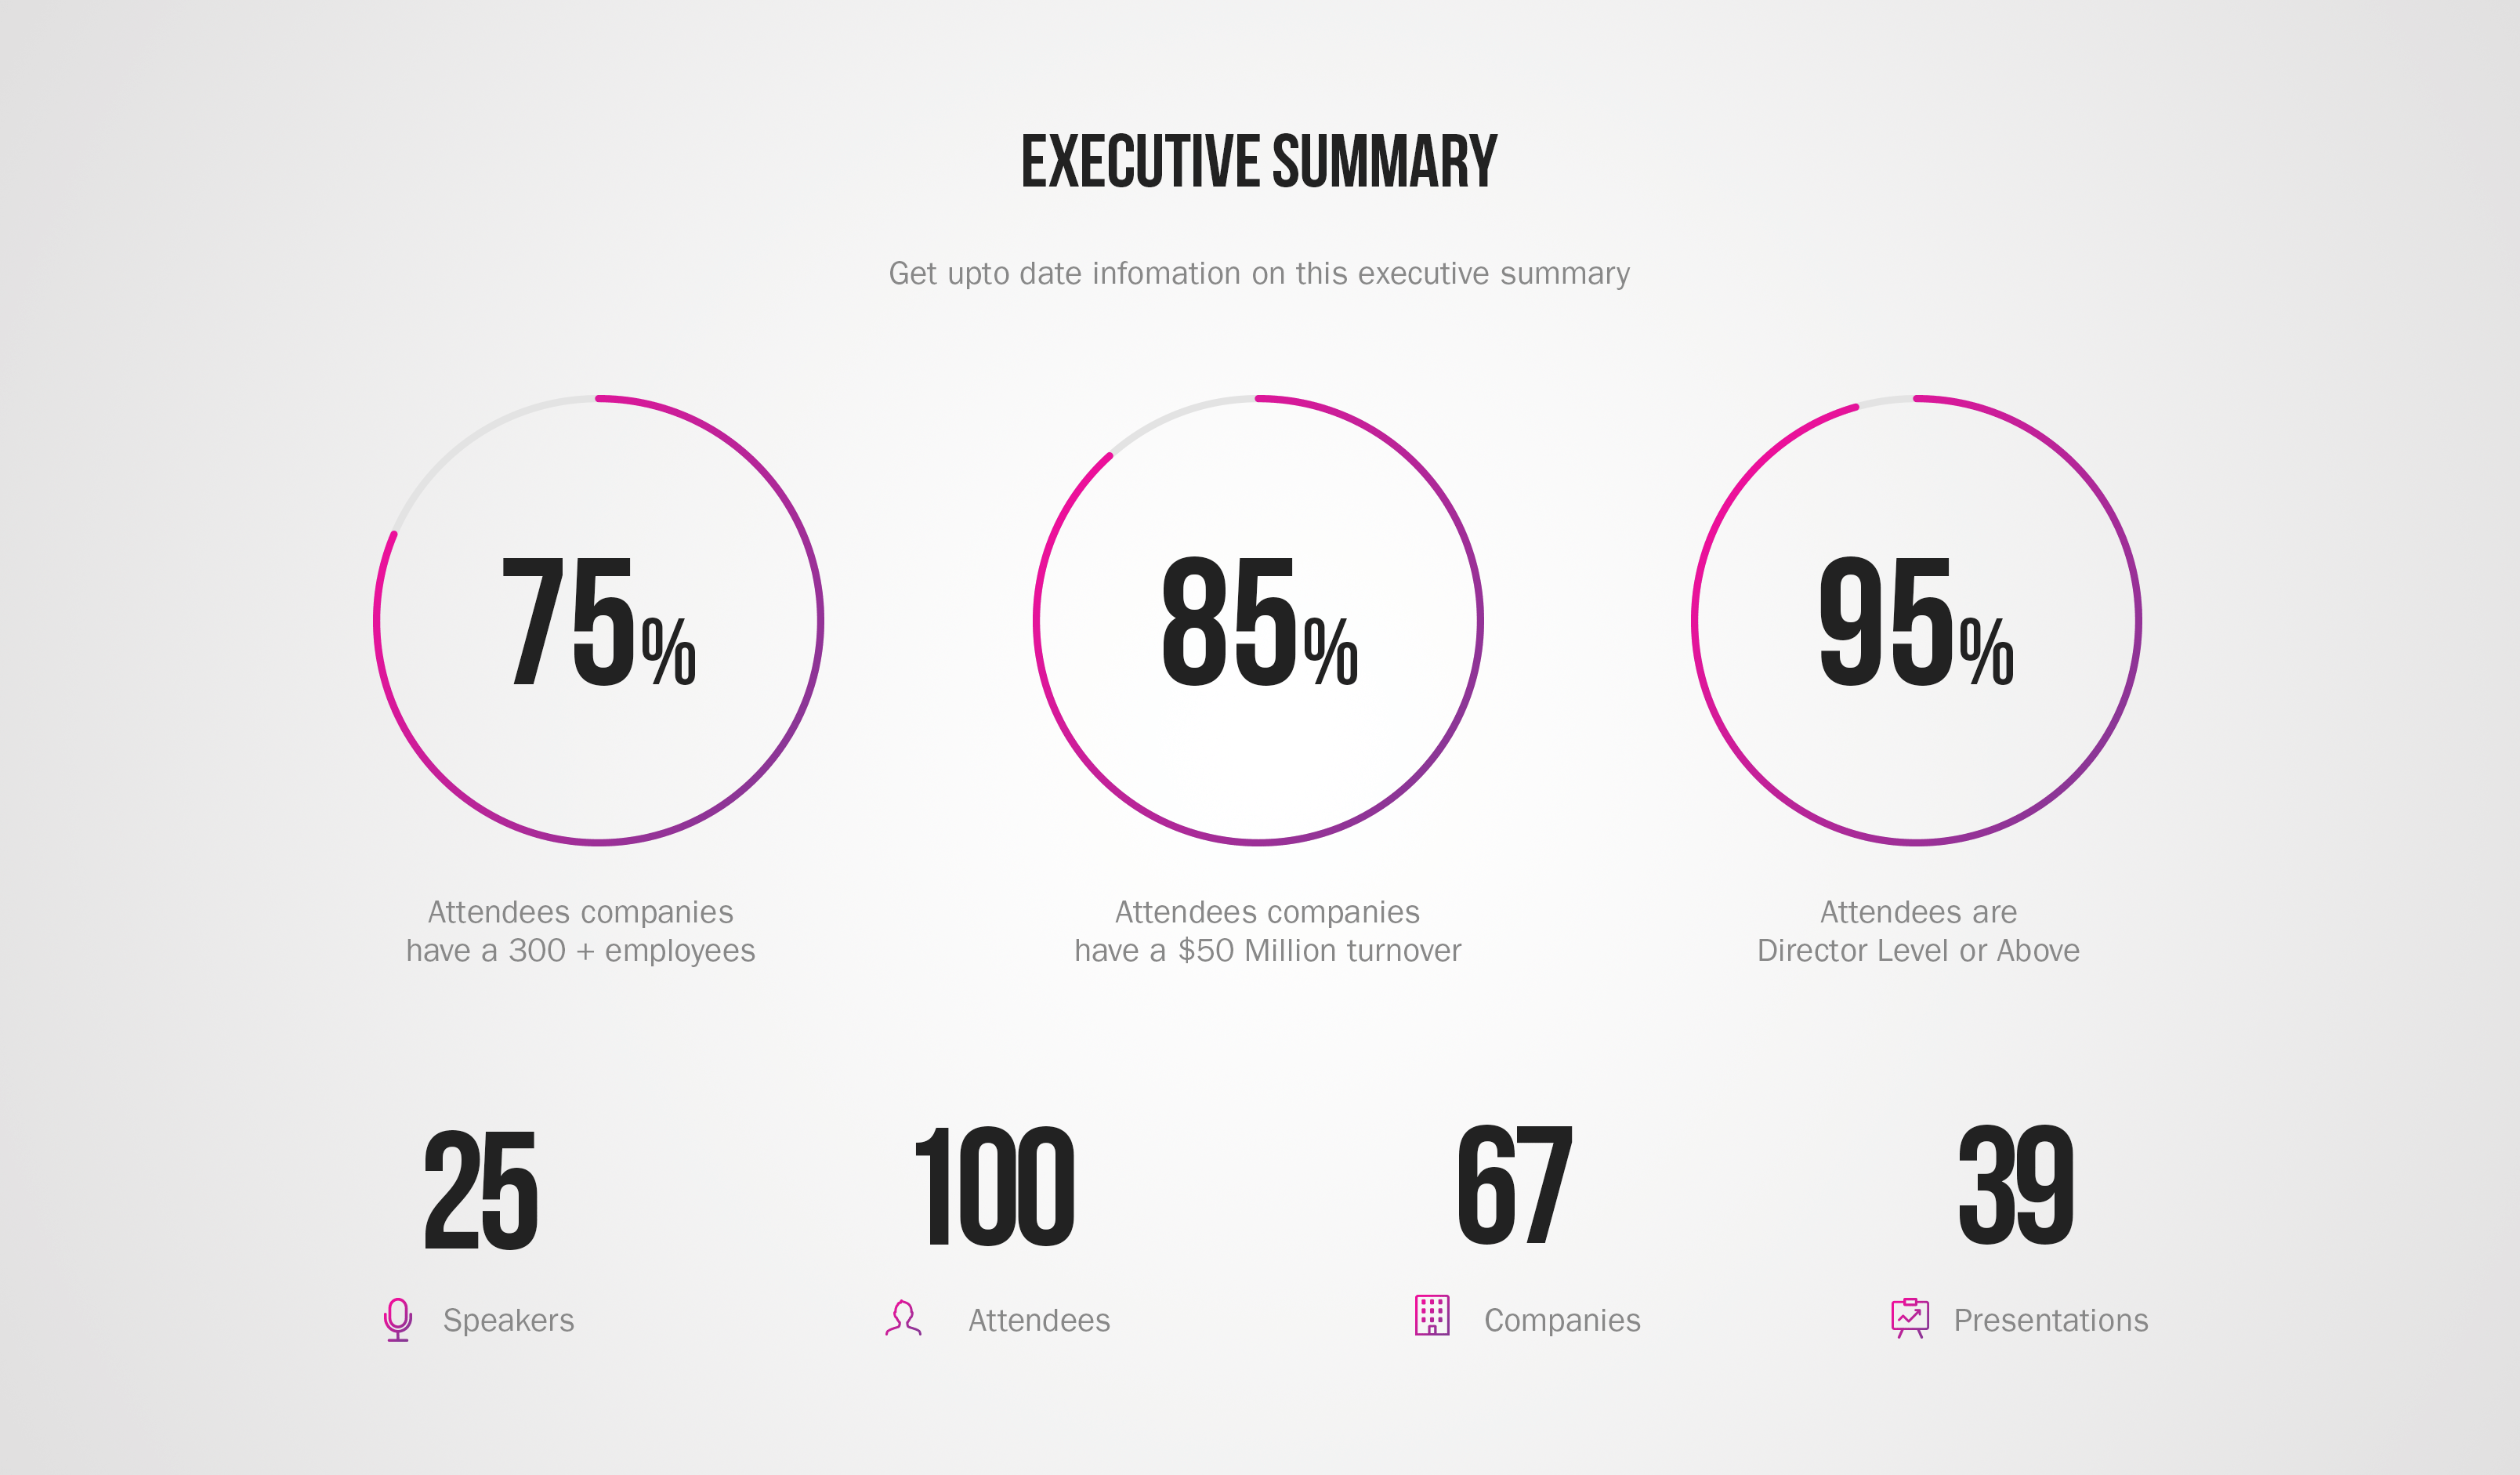 EXECUTIVE SUMMARY
Get upto date infomation on this executive summary
75%
85%
95%
Attendees companies
have a 300 + employees
Attendees companies
have a $50 Million turnover
Attendees are
Director Level or Above
25
100
67
39
Speakers
Attendees
Companies
Presentations